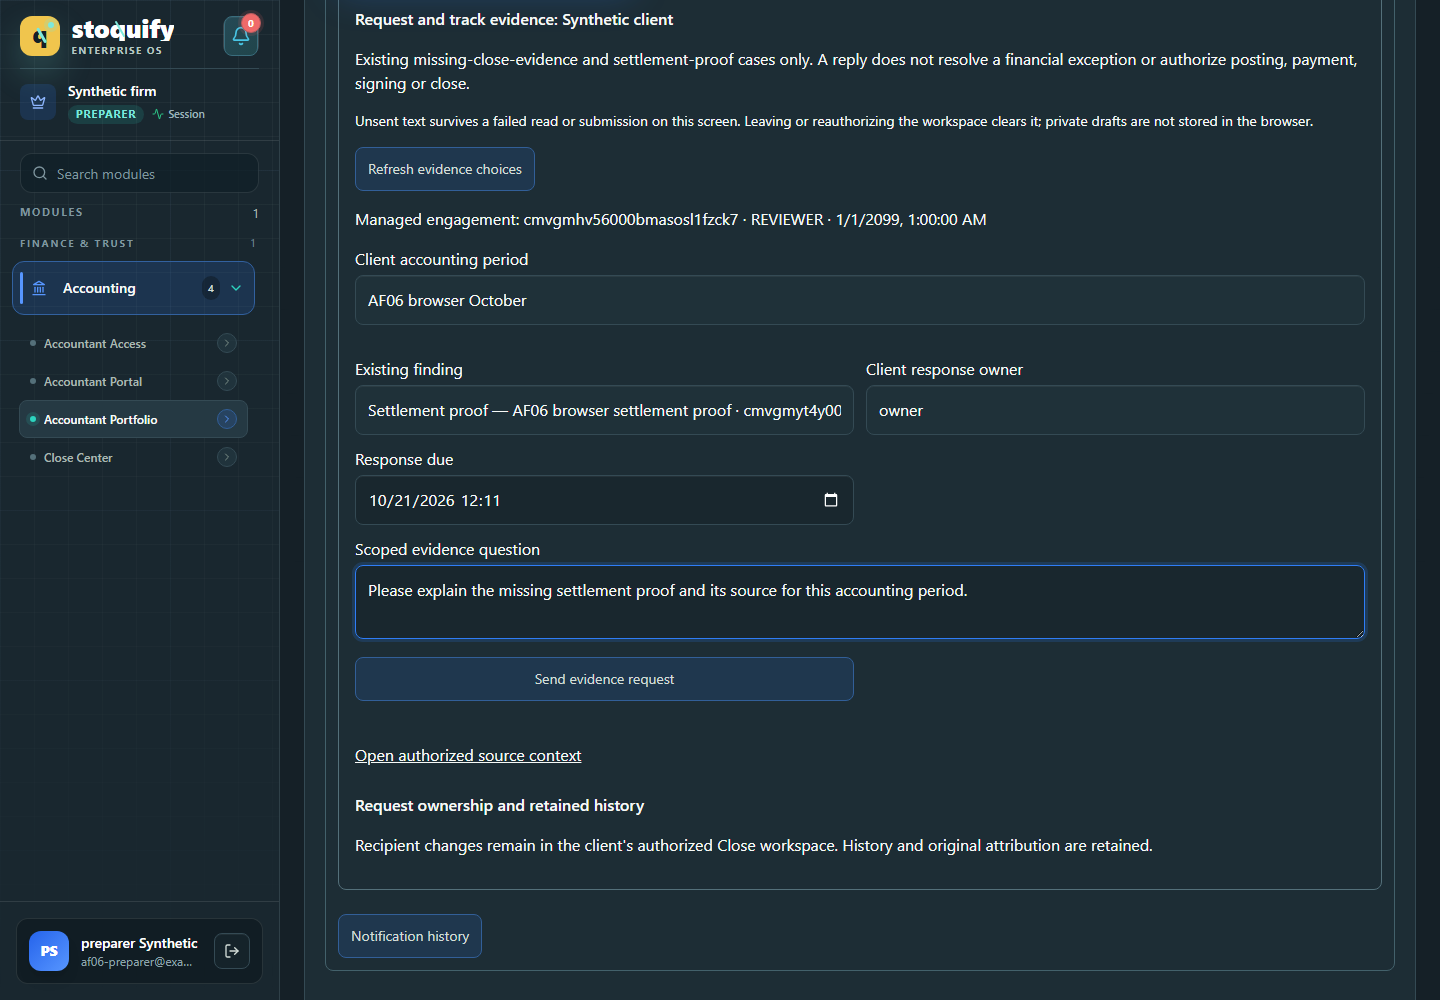 stoquify
ENTERPRISE OS
0
Synthetic firm
PREPARER
Session
Search modules
MODULES
1
FINANCE & TRUST
1
Accounting
4
Accountant Access
Accountant Portal
Accountant Portfolio
Close Center
PS
preparer Synthetic
af06-preparer@exa...
Request and track evidence: Synthetic client
Existing missing-close-evidence and settlement-proof cases only. A reply does not resolve a financial exception or authorize posting, payment,
signing or close.
Unsent text survives a failed read or submission on this screen. Leaving or reauthorizing the workspace clears it; private drafts are not stored in the browser.
Refresh evidence choices
Managed engagement: cmvgmhv56000bmasosl1fzck7 · REVIEWER · 1/1/2099, 1:00:00 AM
Client accounting period
AF06 browser October
Existing finding
Client response owner
Settlement proof — AF06 browser settlement proof · cmvgmyt4y00
owner
Response due
10/21/2026 12:11
Scoped evidence question
Please explain the missing settlement proof and its source for this accounting period.
Send evidence request
Open authorized source context
Request ownership and retained history
Recipient changes remain in the client's authorized Close workspace. History and original attribution are retained.
Notification history